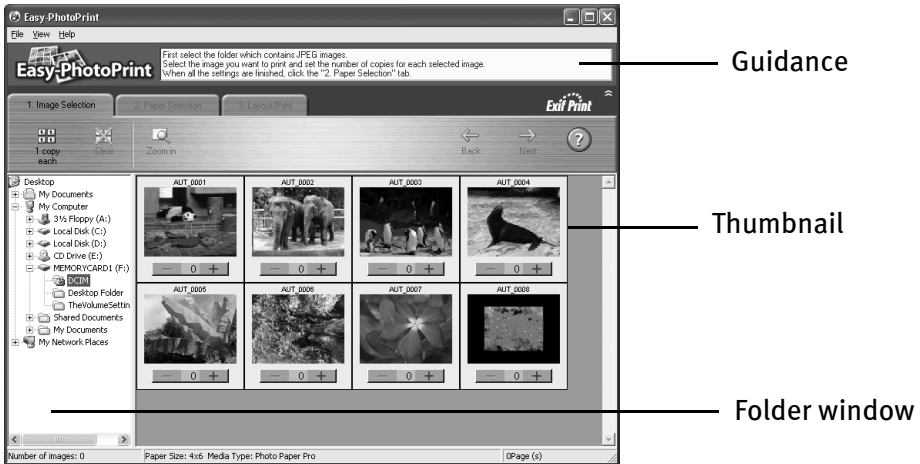 Easy-PhotoPrint
File View Help
Easy-PhotoPrint
First select the folder which contains JPEG images.
Select the image you want to print and set the number of copies for each selected image.
When all the settings are finished, click the "2. Paper Selection" tab.
Guidance
1. Image Selection
2. Paper Selection
3. Layout/Print
Exif Print
1 copy
each
Clear
Zoom in
Back
Next
?
Desktop
My Documents
My Computer
3½ Floppy (A:)
Local Disk (C:)
Local Disk (D:)
CD Drive (E:)
MEMORYCARD1 (F:)
DCIM
Desktop Folder
TheVolumeSettin
Shared Documents
My Documents
My Network Places
AUT_0001
AUT_0002
AUT_0003
AUT_0004
0
0
0
0
Thumbnail
AUT_0005
AUT_0006
AUT_0007
AUT_0008
0
0
0
0
Folder window
Number of images: 0
Paper Size: 4x6 Media Type: Photo Paper Pro
0Page (s)